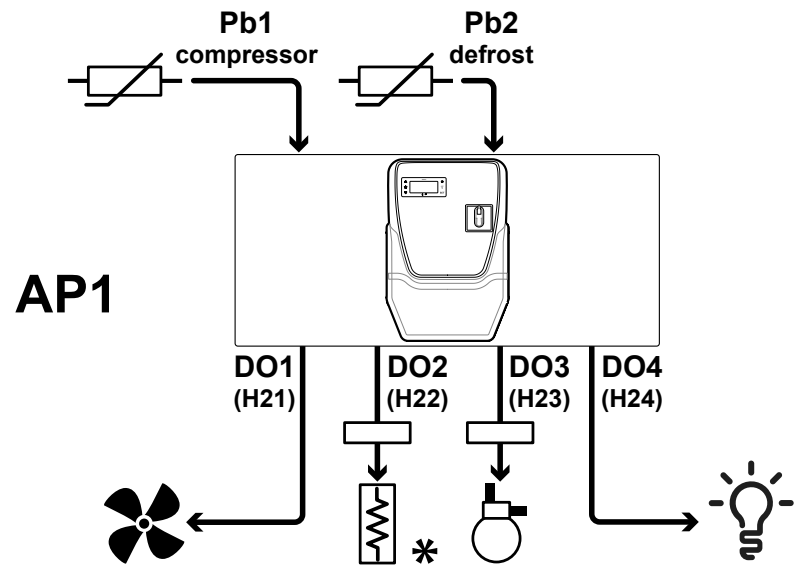 Pb1
compressor
Pb2
defrost
AP1
DO1
(H21)
DO2
(H22)
DO3
(H23)
DO4
(H24)
*